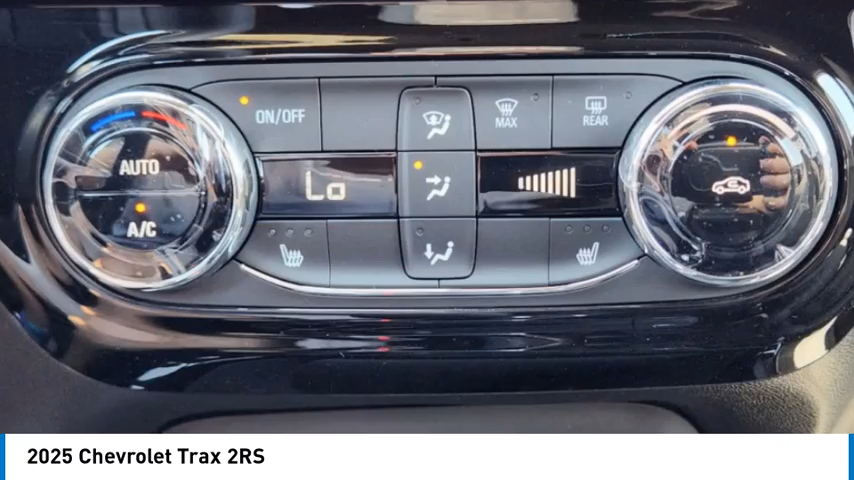 ON/OFF
MAX
REAR
AUTO
Lo
A/C
2025 Chevrolet Trax 2RS